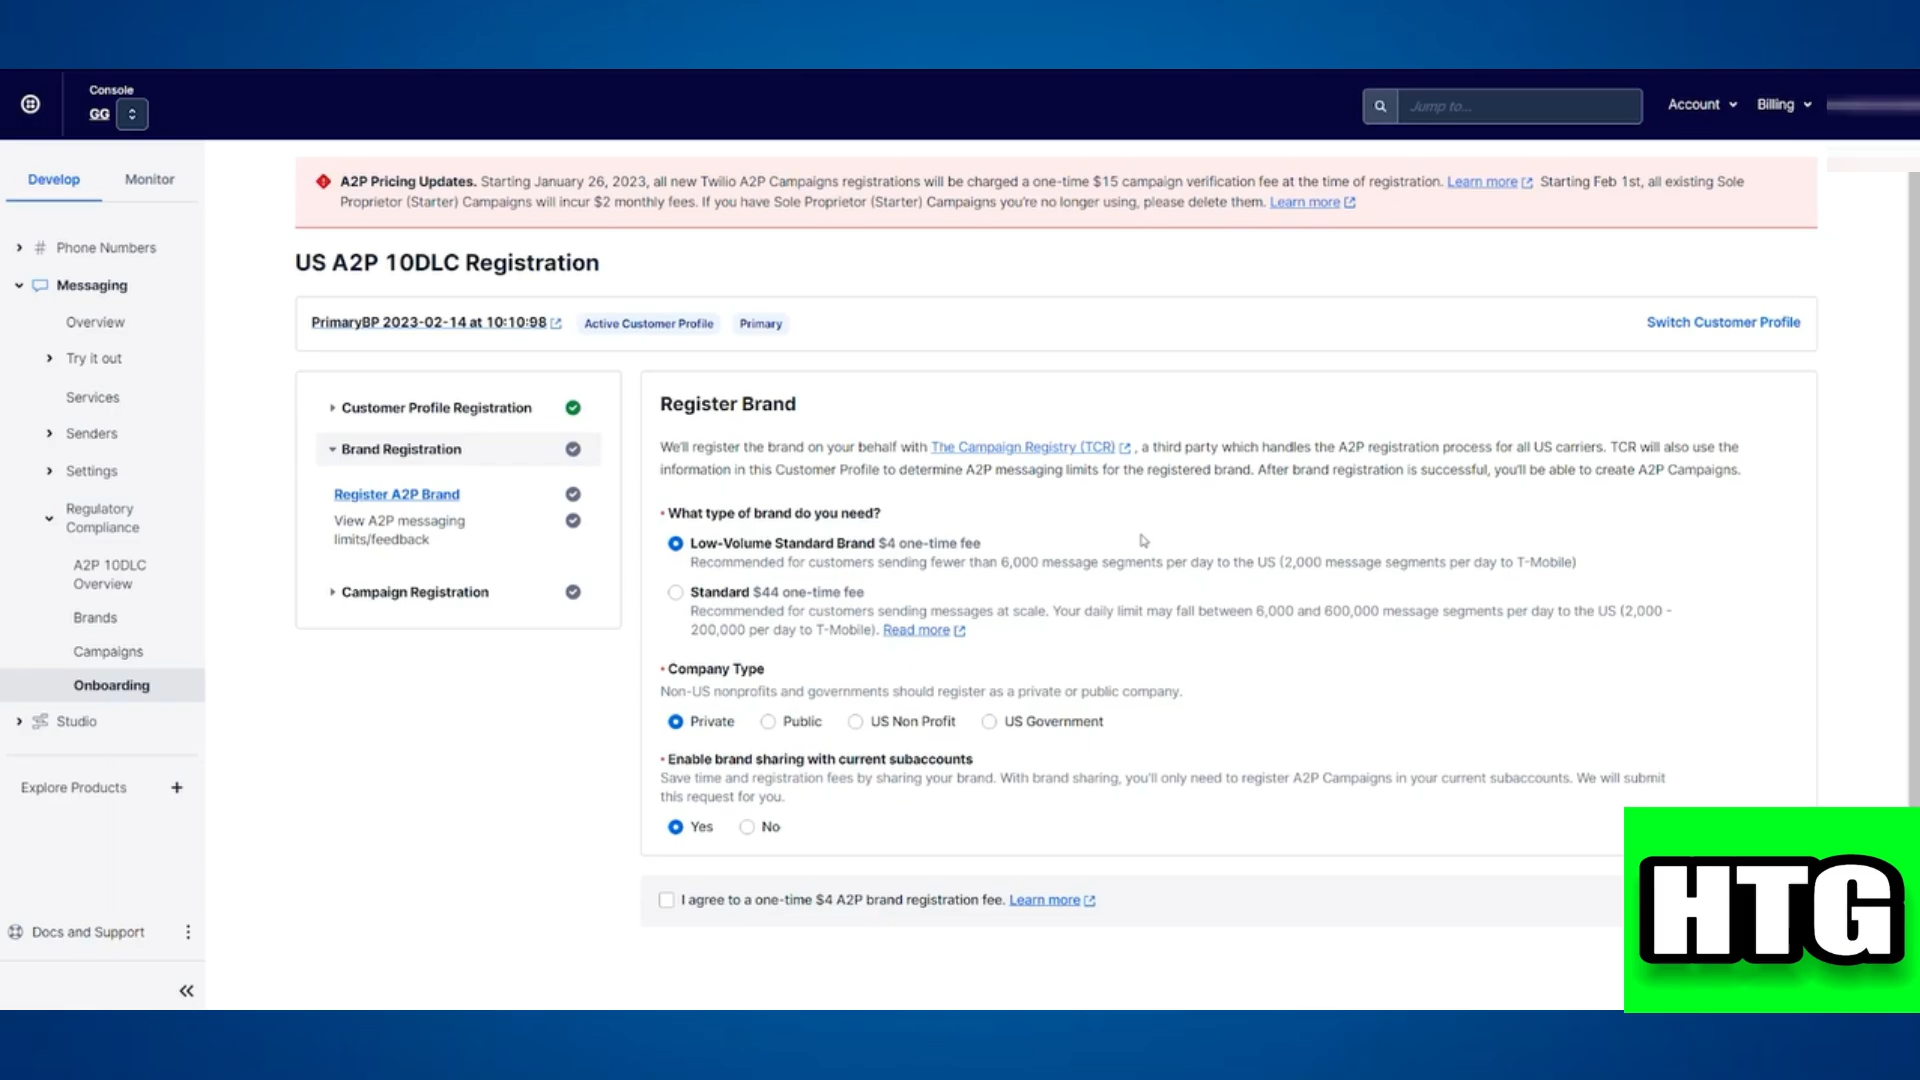 Console
GG
Jump to...
Account
Billing
Develop
Monitor
Phone Numbers
Messaging
Overview
Try it out
Services
Senders
Settings
Regulatory
Compliance
A2P 10DLC
Overview
Brands
Campaigns
Onboarding
Studio
Explore Products +
Docs and Support
A2P Pricing Updates. Starting January 26, 2023, all new Twilio A2P Campaigns registrations will be charged a one-time $15 campaign verification fee at the time of registration. Learn more Starting Feb 1st, all existing Sole
Proprietor (Starter) Campaigns will incur $2 monthly fees. If you have Sole Proprietor (Starter) Campaigns you're no longer using, please delete them. Learn more
US A2P 10DLC Registration
PrimaryBP 2023-02-14 at 10:10:98 Active Customer Profile Primary
Switch Customer Profile
Customer Profile Registration
Brand Registration
Register A2P Brand
View A2P messaging
limits/feedback
Campaign Registration
Register Brand
We'll register the brand on your behalf with The Campaign Registry (TCR) , a third party which handles the A2P registration process for all US carriers. TCR will also use the
information in this Customer Profile to determine A2P messaging limits for the registered brand. After brand registration is successful, you'll be able to create A2P Campaigns.
• What type of brand do you need?
Low-Volume Standard Brand $4 one-time fee
Recommended for customers sending fewer than 6,000 message segments per day to the US (2,000 message segments per day to T-Mobile)
Standard $44 one-time fee
Recommended for customers sending messages at scale. Your daily limit may fall between 6,000 and 600,000 message segments per day to the US (2,000 -
200,000 per day to T-Mobile). Read more
• Company Type
Non-US nonprofits and governments should register as a private or public company.
Private Public US Non Profit US Government
• Enable brand sharing with current subaccounts
Save time and registration fees by sharing your brand. With brand sharing, you'll only need to register A2P Campaigns in your current subaccounts. We will submit
this request for you.
Yes No
I agree to a one-time $4 A2P brand registration fee. Learn more
HTG